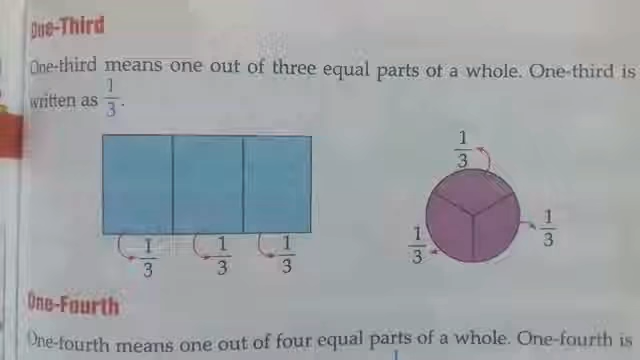 One-Third
One-third means one out of three equal parts of a whole. One-third is
written as 1/3.
1/3
1/3
1/3
1/3
1/3
1/3
One-Fourth
One-fourth means one out of four equal parts of a whole. One-fourth is
1